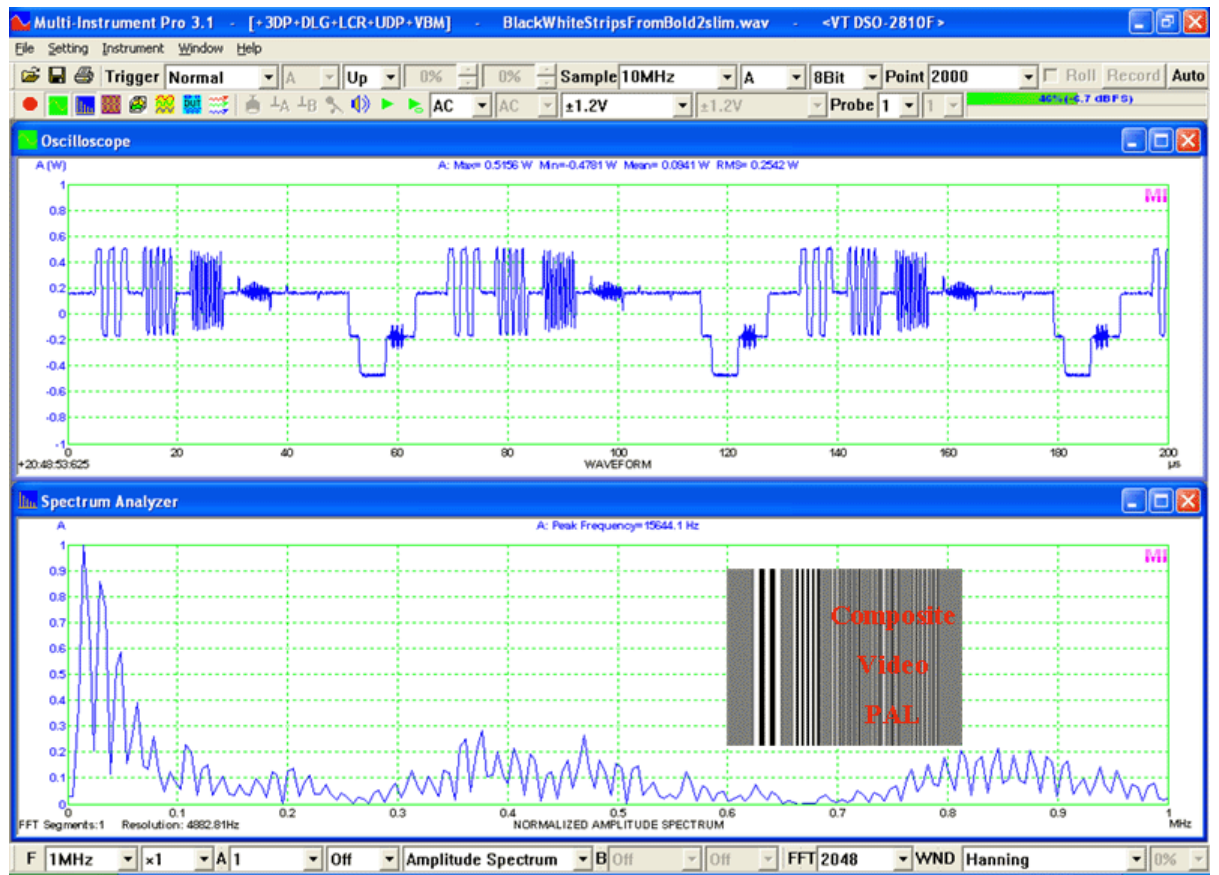 Multi-Instrument Pro 3.1 - [+3DP+DLG+LCR+UDP+VBM] - BlackWhiteStripsFromBold2slim.wav - <VT DSO-2810F>
File Setting Instrument Window Help
Trigger Normal A Up 0% 0% Sample 10MHz A 8Bit Point 2000 Roll Record Auto
AC AC ±1.2V ±1.2V Probe 1 1 46%(-6.7 dBFS)
Oscilloscope
A (W) A: Max= 0.5156 W Min=-0.4781 W Mean= 0.0941 W RMS= 0.2542 W
1
MI
0.8
0.6
0.4
0.2
0
-0.2
-0.4
-0.6
-0.8
-1
0 20 40 60 80 100 120 140 160 180 200
+20:48:53:625 WAVEFORM µs
Spectrum Analyzer
A A: Peak Frequency=15644.1 Hz
1
MI
0.9
0.8
0.7
0.6
0.5
0.4
0.3
0.2
0.1
0
Composite
Video
PAL
0 0.1 0.2 0.3 0.4 0.5 0.6 0.7 0.8 0.9 1
FFT Segments:1 Resolution: 4882.81Hz NORMALIZED AMPLITUDE SPECTRUM MHz
F 1MHz ×1 A 1 Off Amplitude Spectrum B Off Off FFT 2048 WND Hanning 0%